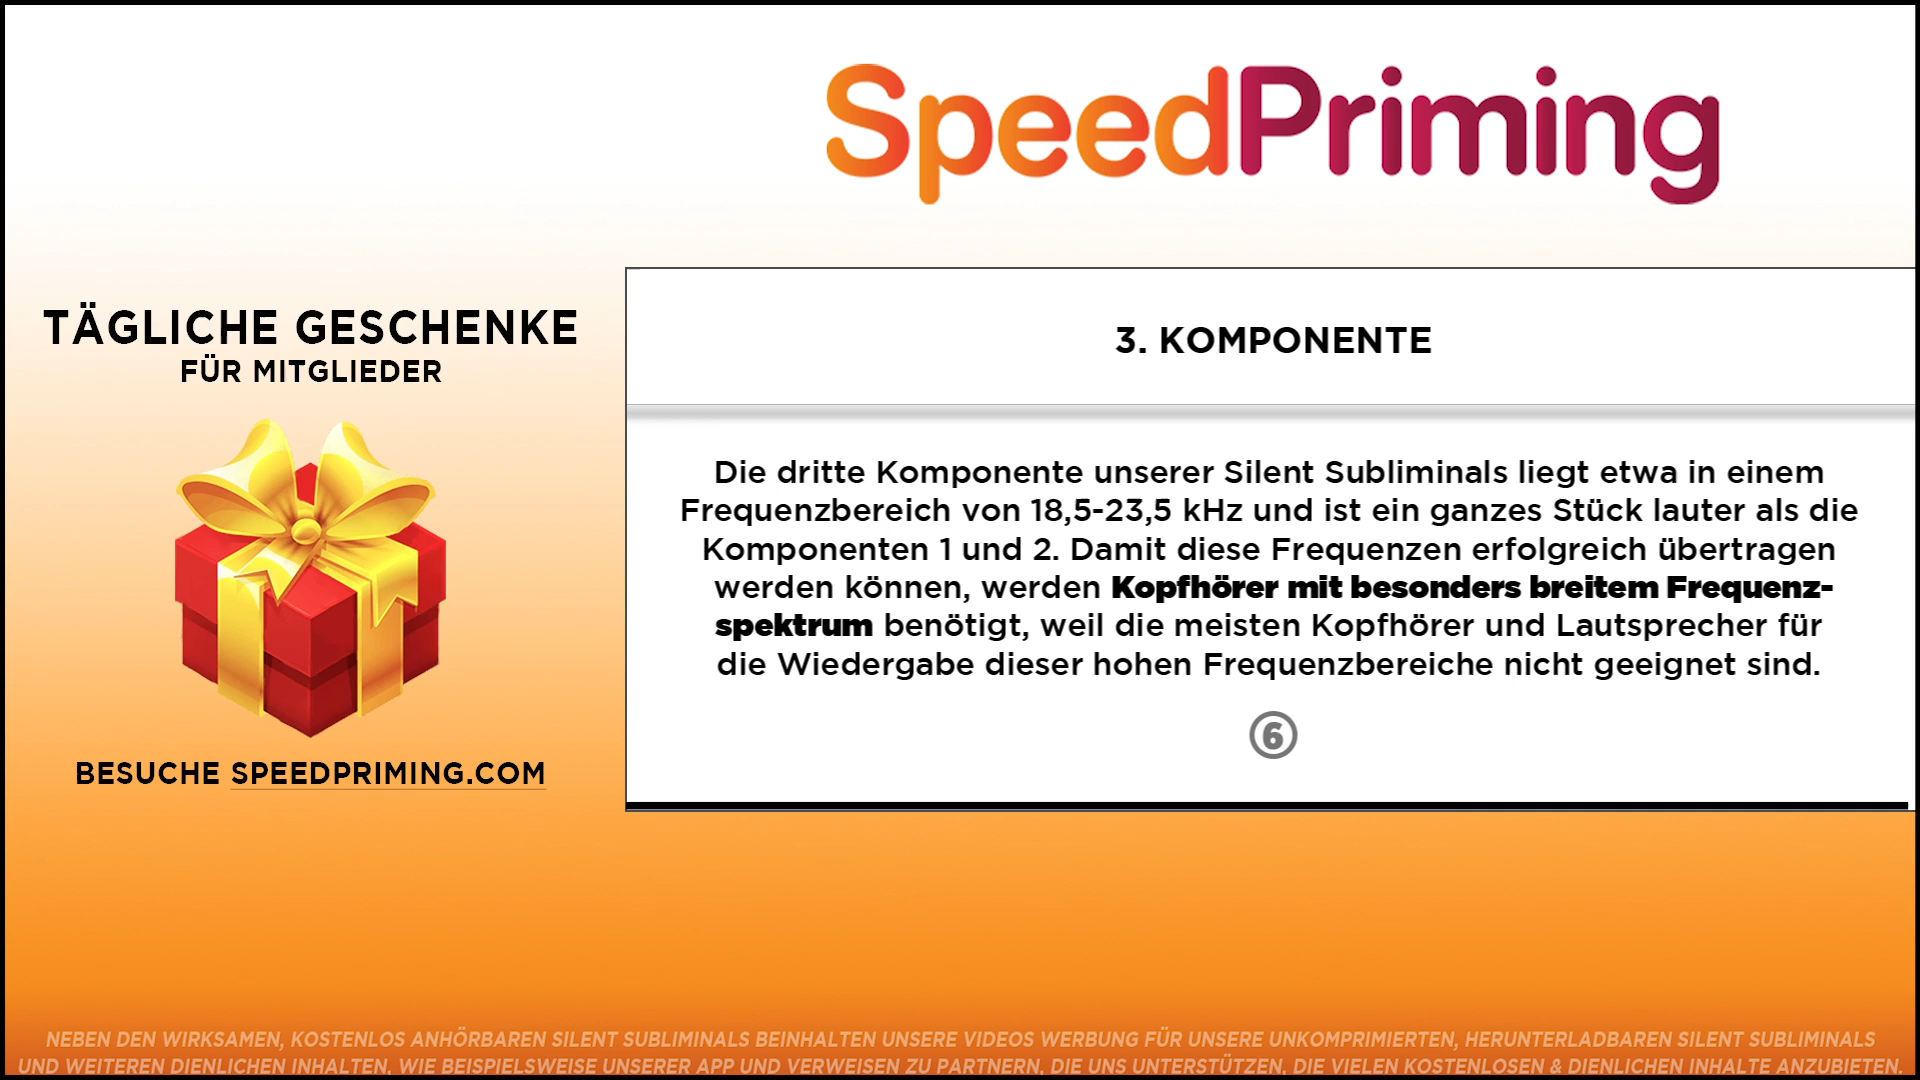 SpeedPriming
TÄGLICHE GESCHENKE
FÜR MITGLIEDER
BESUCHE SPEEDPRIMING.COM
3. KOMPONENTE
Die dritte Komponente unserer Silent Subliminals liegt etwa in einem
Frequenzbereich von 18,5-23,5 kHz und ist ein ganzes Stück lauter als die
Komponenten 1 und 2. Damit diese Frequenzen erfolgreich übertragen
werden können, werden Kopfhörer mit besonders breitem Frequenz-
spektrum benötigt, weil die meisten Kopfhörer und Lautsprecher für
die Wiedergabe dieser hohen Frequenzbereiche nicht geeignet sind.
6
NEBEN DEN WIRKSAMEN, KOSTENLOS ANHÖRBAREN SILENT SUBLIMINALS BEINHALTEN UNSERE VIDEOS WERBUNG FÜR UNSERE UNKOMPRIMIERTEN, HERUNTERLADBAREN SILENT SUBLIMINALS
UND WEITEREN DIENLICHEN INHALTEN, WIE BEISPIELSWEISE UNSERER APP UND VERWEISEN ZU PARTNERN, DIE UNS UNTERSTÜTZEN, DIE VIELEN KOSTENLOSEN & DIENLICHEN INHALTE ANZUBIETEN.